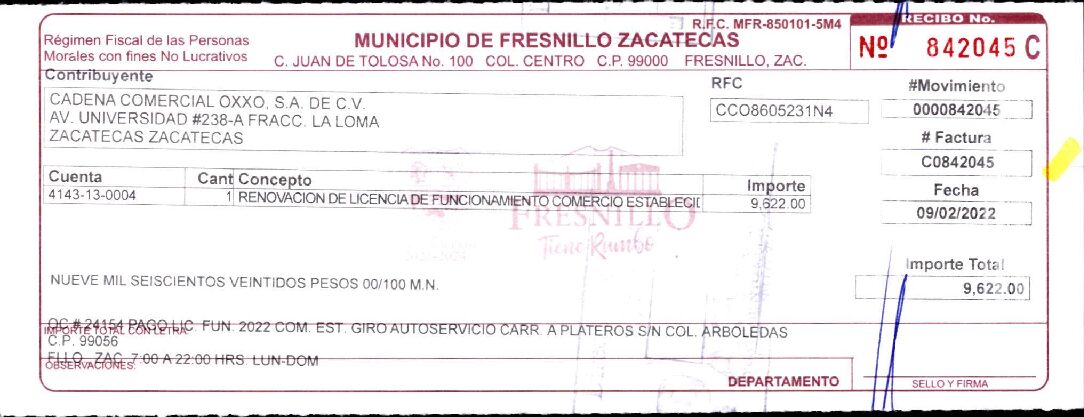 R.F.C. MFR-850101-5M4
RECIBO No.
Régimen Fiscal de las Personas
Morales con fines No Lucrativos
MUNICIPIO DE FRESNILLO ZACATECAS
C. JUAN DE TOLOSA No. 100 COL. CENTRO C.P. 99000 FRESNILLO, ZAC.
Nº 842045 C
Contribuyente
CADENA COMERCIAL OXXO, S.A. DE C.V.
AV. UNIVERSIDAD #238-A FRACC. LA LOMA
ZACATECAS ZACATECAS
RFC
CCO8605231N4
#Movimiento
0000842045
# Factura
C0842045
Fecha
09/02/2022
Cuenta Cant Concepto Importe
4143-13-0004 1 RENOVACION DE LICENCIA DE FUNCIONAMIENTO COMERCIO ESTABLECI 9,622.00
FRESNILLO
Tiene Rumbo
Importe Total
9,622.00
NUEVE MIL SEISCIENTOS VEINTIDOS PESOS 00/100 M.N.
OC # 24154 PAGO LIC. FUN. 2022 COM. EST. GIRO AUTOSERVICIO CARR. A PLATEROS S/N COL. ARBOLEDAS
IMPORTE TOTAL CON LETRA
C.P. 99056
FLLO., ZAC. 7:00 A 22:00 HRS. LUN-DOM
OBSERVACIONES:
DEPARTAMENTO
SELLO Y FIRMA